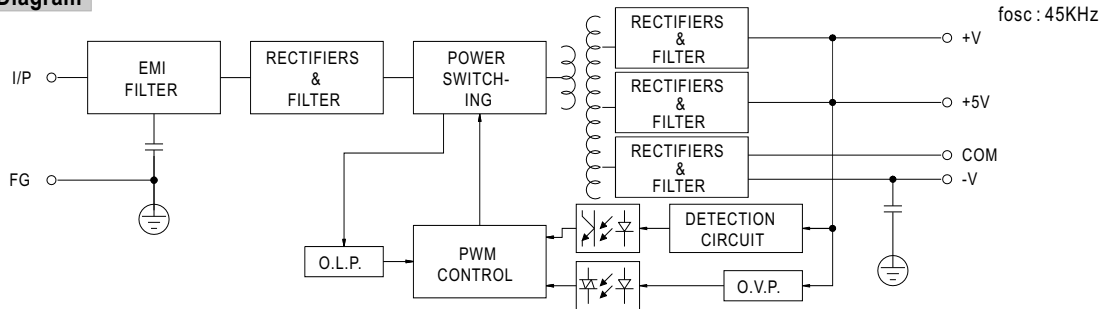 Diagram
fosc : 45KHz
I/P
EMI
FILTER
RECTIFIERS
&
FILTER
POWER
SWITCH-
ING
RECTIFIERS
&
FILTER
+V
RECTIFIERS
&
FILTER
+5V
RECTIFIERS
&
FILTER
COM
-V
FG
O.L.P.
PWM
CONTROL
DETECTION
CIRCUIT
O.V.P.